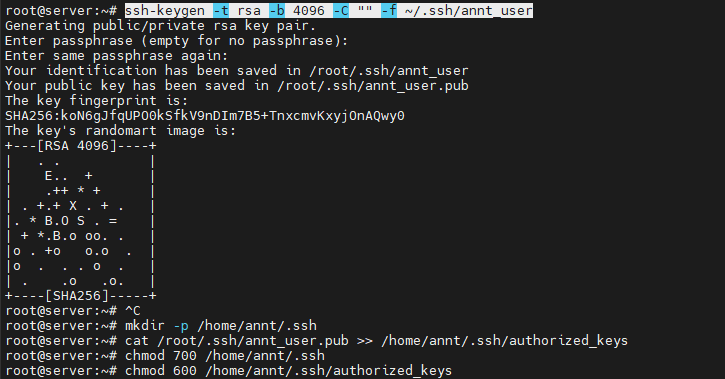 root@server:~# ssh-keygen -t rsa -b 4096 -C "" -f ~/.ssh/annt_user
Generating public/private rsa key pair.
Enter passphrase (empty for no passphrase):
Enter same passphrase again:
Your identification has been saved in /root/.ssh/annt_user
Your public key has been saved in /root/.ssh/annt_user.pub
The key fingerprint is:
SHA256:koN6gJfqUPO0kSfkV9nDIm7B5+TnxcmvKxyjOnAQwy0
The key's randomart image is:
+---[RSA 4096]----+
|   . .           |
|    E..  +       |
|    .++ * +      |
| . +.+ X . + .   |
|. * B.O S . =    |
| + *.B.o oo. .   |
|o . +o   o.o  .  |
|o  .  . . o  .   |
| .    .o   .o.   |
+----[SHA256]-----+
root@server:~# ^C
root@server:~# mkdir -p /home/annt/.ssh
root@server:~# cat /root/.ssh/annt_user.pub >> /home/annt/.ssh/authorized_keys
root@server:~# chmod 700 /home/annt/.ssh
root@server:~# chmod 600 /home/annt/.ssh/authorized_keys